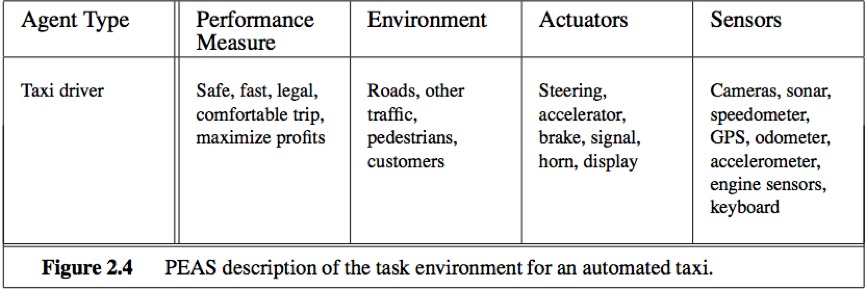 Agent Type
Performance
Measure
Environment
Actuators
Sensors
Taxi driver
Safe, fast, legal,
comfortable trip,
maximize profits
Roads, other
traffic,
pedestrians,
customers
Steering,
accelerator,
brake, signal,
horn, display
Cameras, sonar,
speedometer,
GPS, odometer,
accelerometer,
engine sensors,
keyboard
Figure 2.4 PEAS description of the task environment for an automated taxi.